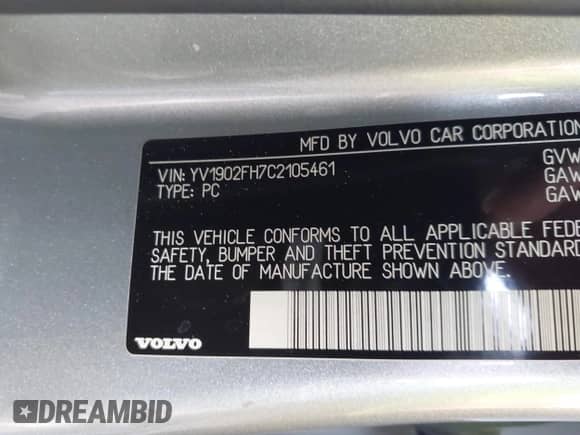 MFD BY VOLVO CAR CORPORATION
VIN: YV1902FH7C2105461
TYPE: PC
GVW
GAW
GAW
THIS VEHICLE CONFORMS TO ALL APPLICABLE FEDE
SAFETY, BUMPER AND THEFT PREVENTION STANDARD
THE DATE OF MANUFACTURE SHOWN ABOVE.
VOLVO
DREAMBID